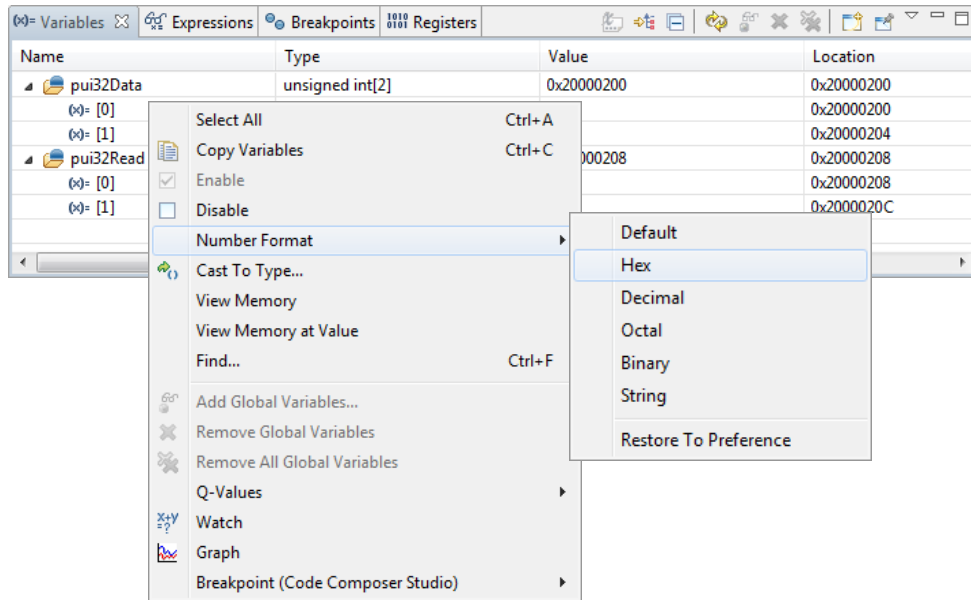 (x)= Variables Expressions Breakpoints 1010 0101 Registers
Name Type Value Location
pui32Data unsigned int[2] 0x20000200 0x20000200
(x)= [0] 0x20000200
(x)= [1] 0x20000204
pui32Read 000208 0x20000208
(x)= [0] 0x20000208
(x)= [1] 0x2000020C
Select All Ctrl+A
Copy Variables Ctrl+C
Enable
Disable
Number Format
Cast To Type...
View Memory
View Memory at Value
Find... Ctrl+F
Add Global Variables...
Remove Global Variables
Remove All Global Variables
Q-Values
X+Y =? Watch
Graph
Breakpoint (Code Composer Studio)
Default
Hex
Decimal
Octal
Binary
String
Restore To Preference